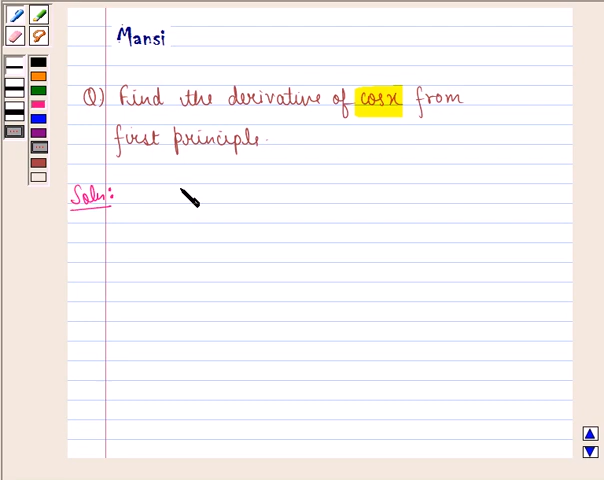 Mansi
Q) Find the derivative of cosx from
first principle.
Soln: